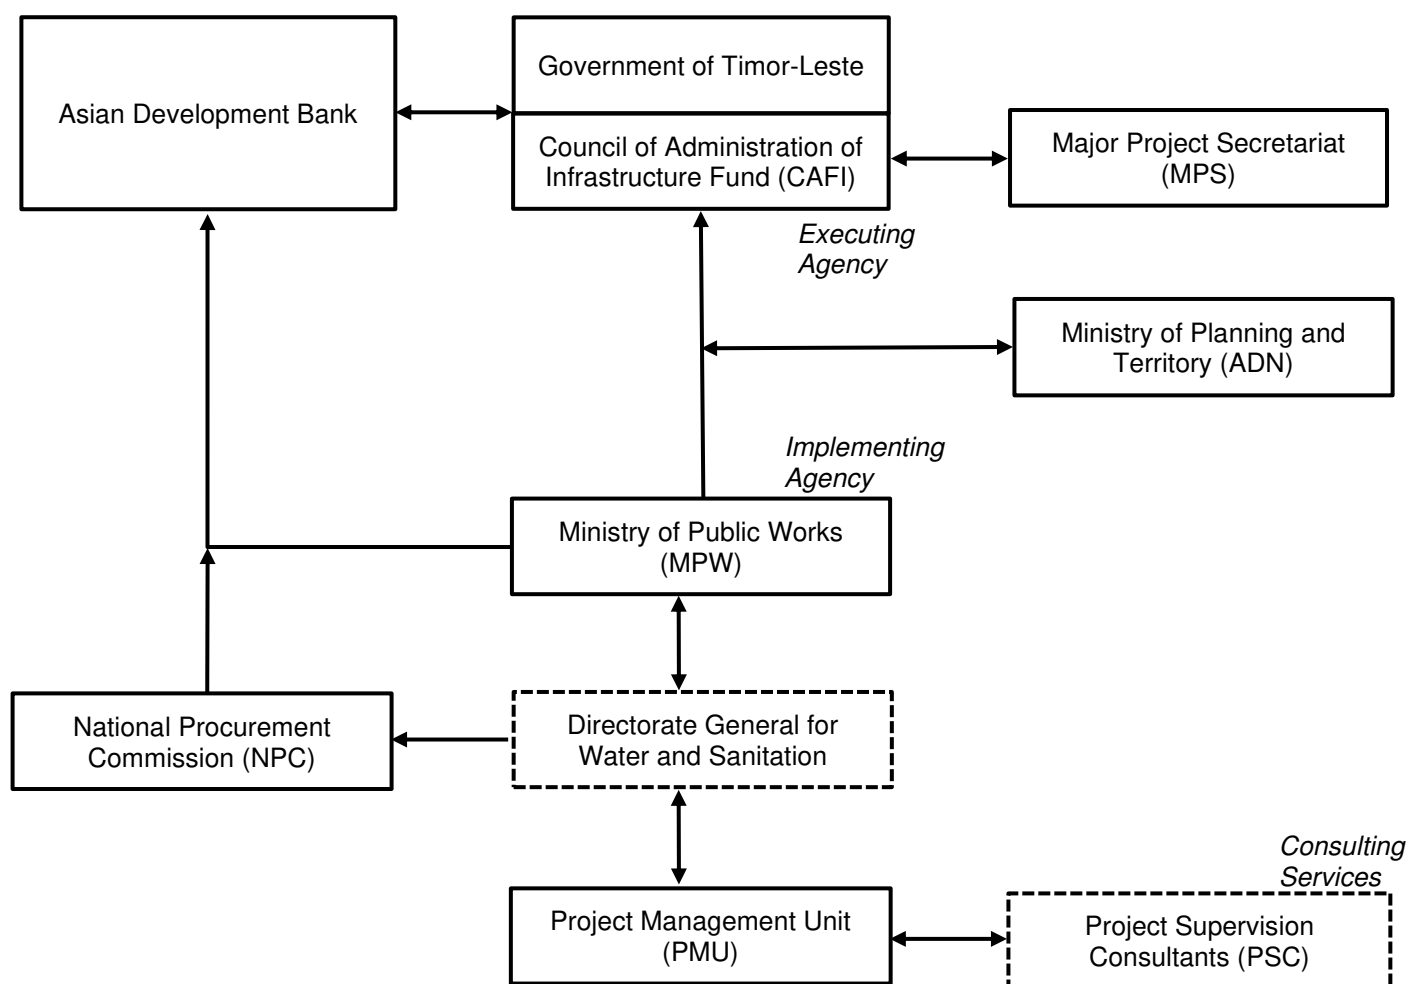 Asian Development Bank
Government of Timor-Leste
Council of Administration of
Infrastructure Fund (CAFI)
Major Project Secretariat
(MPS)
Executing
Agency
Ministry of Planning and
Territory (ADN)
Implementing
Agency
Ministry of Public Works
(MPW)
National Procurement
Commission (NPC)
Directorate General for
Water and Sanitation
Consulting
Services
Project Management Unit
(PMU)
Project Supervision
Consultants (PSC)